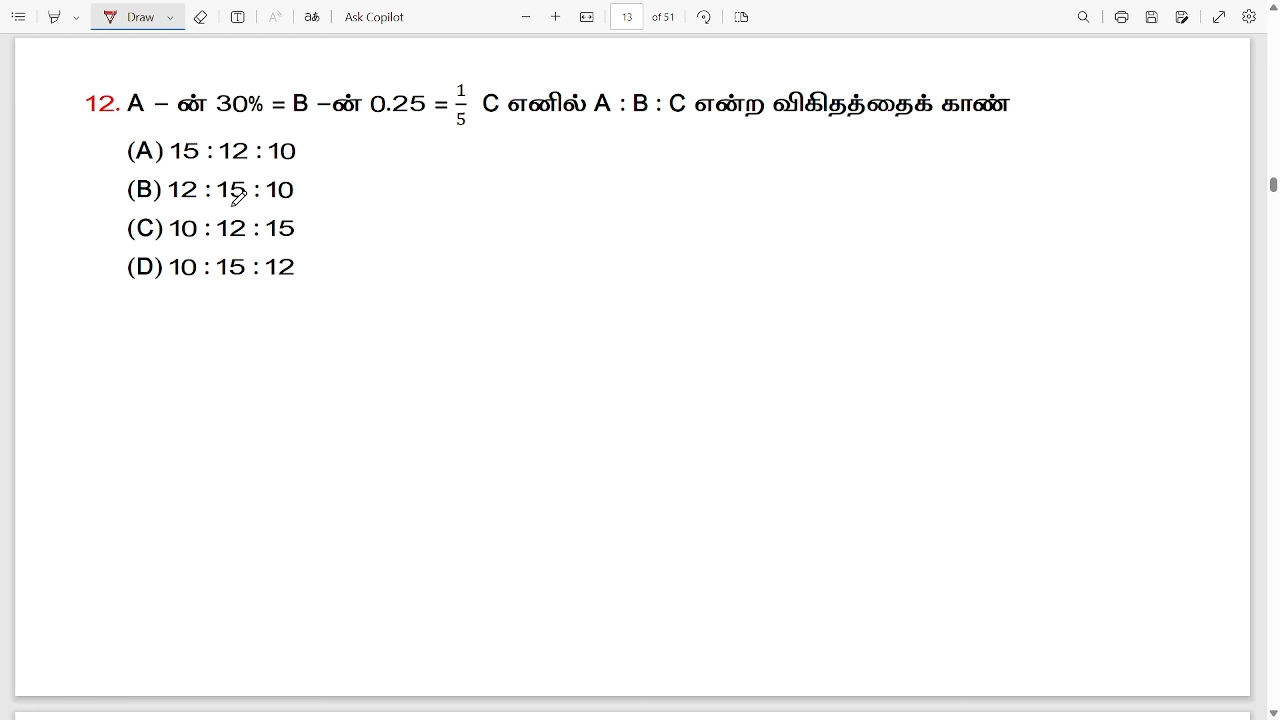 Draw Ask Copilot 13 of 51
12. A – ன் 30% = B –ன் 0.25 = 1/5 C எனில் A : B : C என்ற விகிதத்தைக் காண்
(A) 15 : 12 : 10
(B) 12 : 15 : 10
(C) 10 : 12 : 15
(D) 10 : 15 : 12